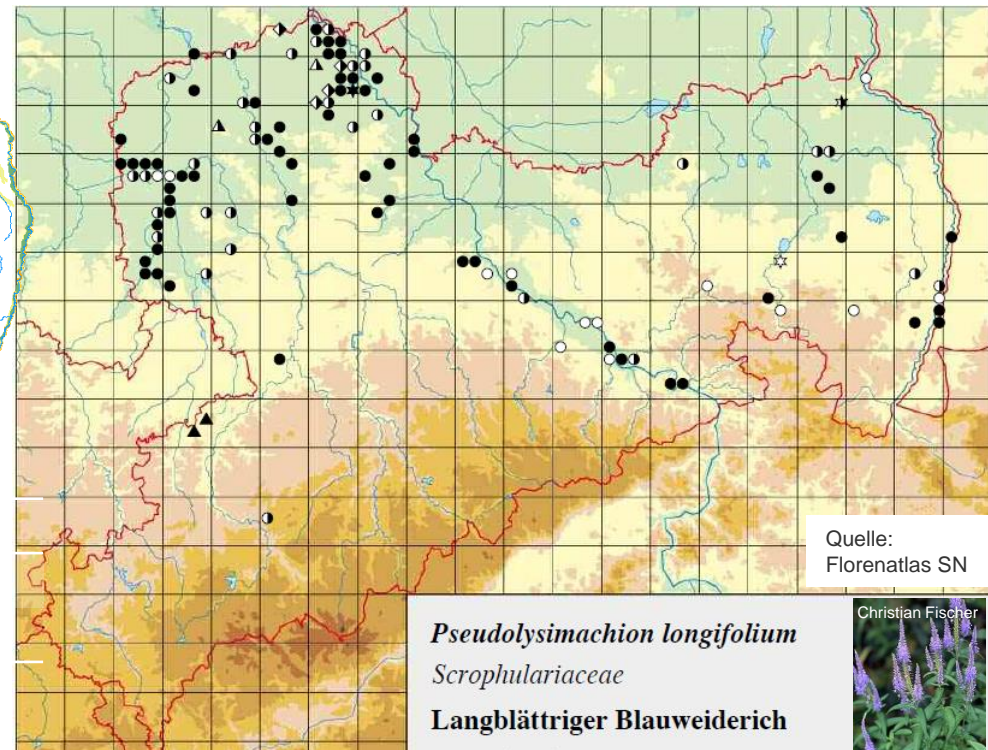 Quelle:
Florenatlas SN
Christian Fischer
Pseudolysimachion longifolium
Scrophulariaceae
Langblättriger Blauweiderich